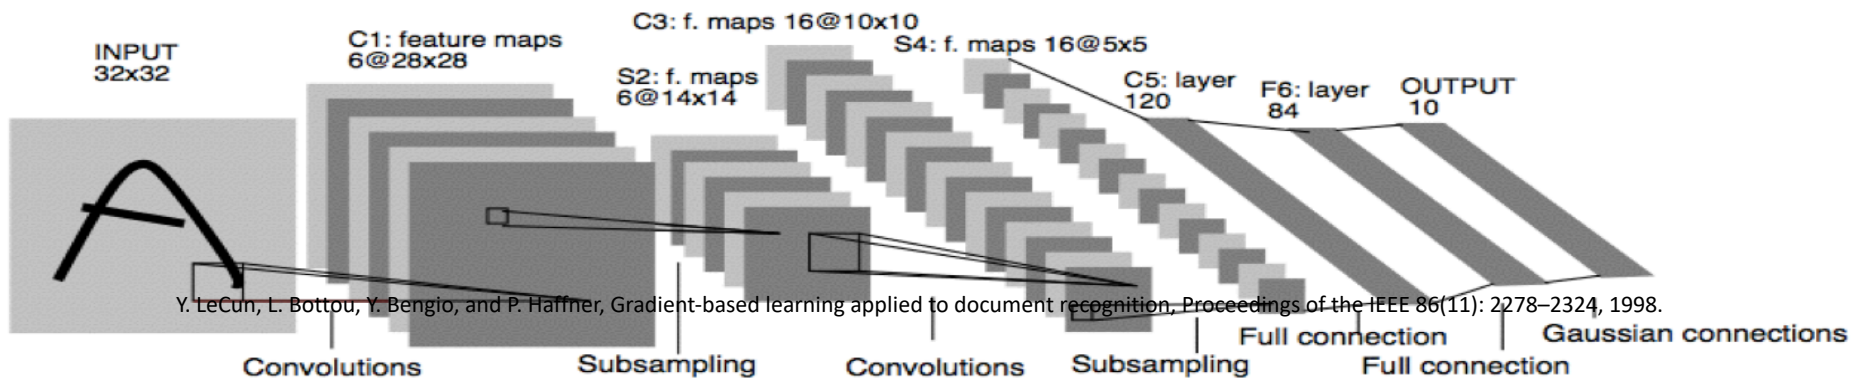 INPUT
32x32
C1: feature maps
6@28x28
S2: f. maps
6@14x14
C3: f. maps 16@10x10
S4: f. maps 16@5x5
C5: layer
120
F6: layer
84
OUTPUT
10
Y. LeCun, L. Bottou, Y. Bengio, and P. Haffner, Gradient-based learning applied to document recognition, Proceedings of the IEEE 86(11): 2278–2324, 1998.
Convolutions
Subsampling
Convolutions
Subsampling
Full connection
Full connection
Gaussian connections